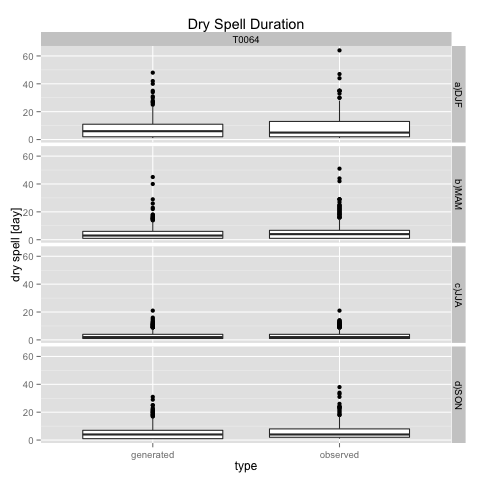 Dry Spell Duration
T0064
dry spell [day]
60
40
20
0
a)DJF
60
40
20
0
b)MAM
60
40
20
0
c)JJA
60
40
20
0
d)SON
generated observed
type